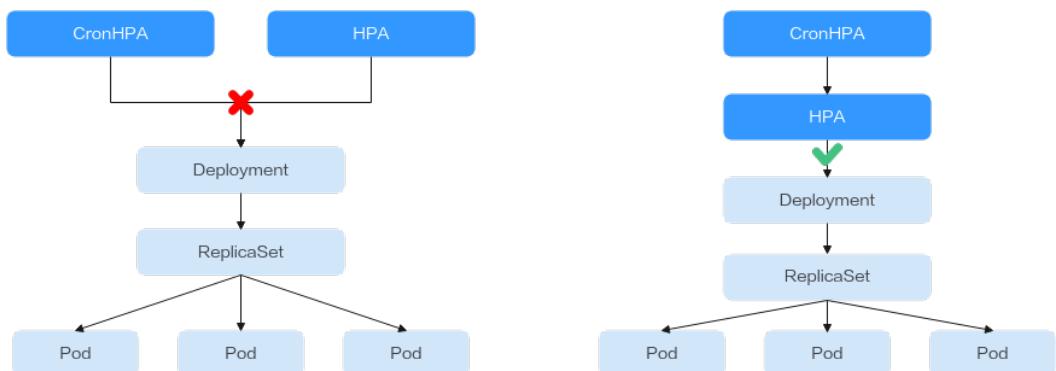 CronHPA
HPA
Deployment
ReplicaSet
Pod
Pod
Pod
CronHPA
HPA
Deployment
ReplicaSet
Pod
Pod
Pod